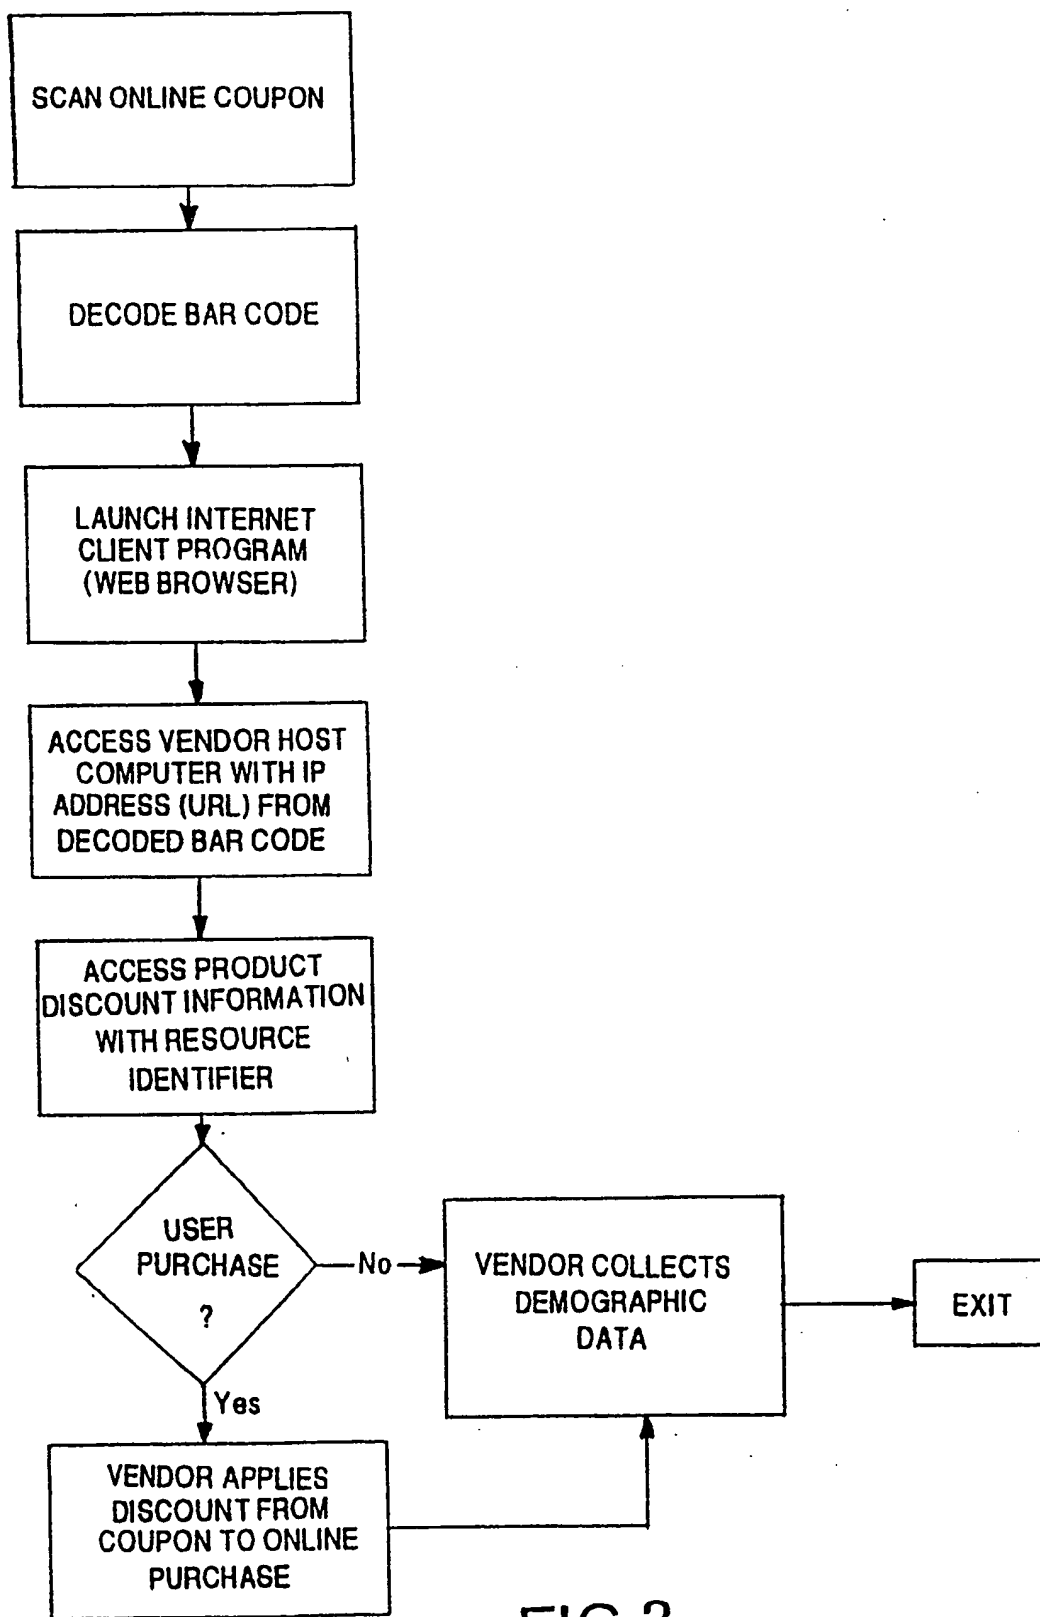 SCAN ONLINE COUPON
DECODE BAR CODE
LAUNCH INTERNET
CLIENT PROGRAM
(WEB BROWSER)
ACCESS VENDOR HOST
COMPUTER WITH IP
ADDRESS (URL) FROM
DECODED BAR CODE
ACCESS PRODUCT
DISCOUNT INFORMATION
WITH RESOURCE
IDENTIFIER
USER
PURCHASE
?
No
VENDOR COLLECTS
DEMOGRAPHIC
DATA
EXIT
Yes
VENDOR APPLIES
DISCOUNT FROM
COUPON TO ONLINE
PURCHASE